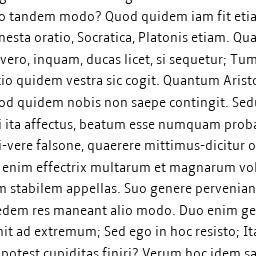 o tandem modo? Quod quidem iam fit etia
nesta oratio, Socratica, Platonis etiam. Qua
vero, inquam, ducas licet, si sequetur; Tum
io quidem vestra sic cogit. Quantum Aristo
od quidem nobis non saepe contingit. Sed
i ita affectus, beatum esse numquam proba
i-vere falsone, quaerere mittimus-dicitur o
enim effectrix multarum et magnarum vol
m stabilem appellas. Suo genere pervenian
edem res maneant alio modo. Duo enim ge
nit ad extremum; Sed ego in hoc resisto; Ita
potest cupiditas finiri? Verum hoc idem sa